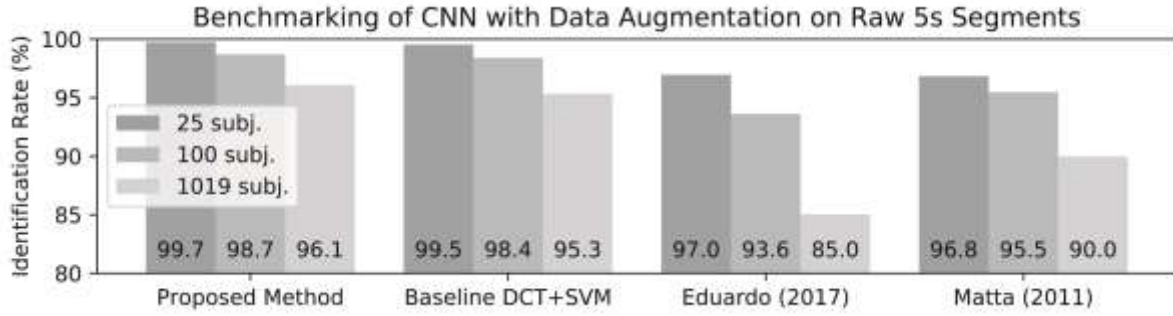 Benchmarking of CNN with Data Augmentation on Raw 5s Segments
Identification Rate (%)
100
95
90
85
80
25 subj.
100 subj.
1019 subj.
99.7 98.7 96.1 99.5 98.4 95.3 97.0 93.6 85.0 96.8 95.5 90.0
Proposed Method Baseline DCT+SVM Eduardo (2017) Matta (2011)